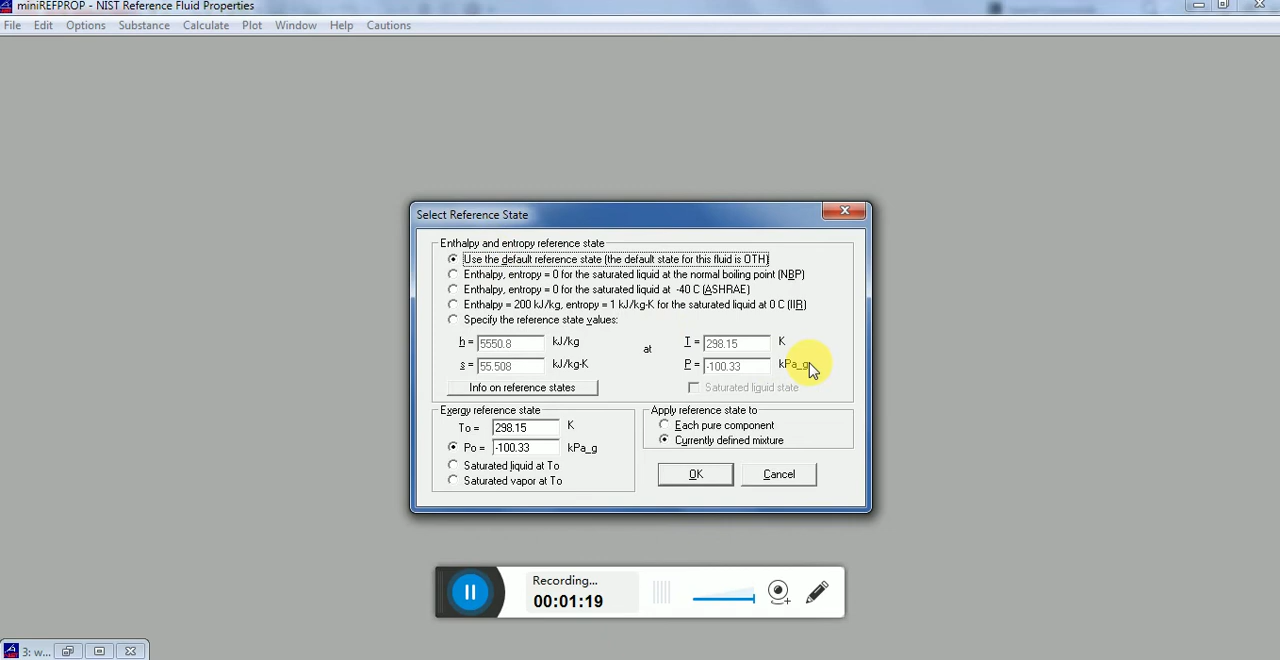 miniREFPROP - NIST Reference Fluid Properties
File Edit Options Substance Calculate Plot Window Help Cautions
Select Reference State
Enthalpy and entropy reference state
Use the default reference state (the default state for this fluid is OTH)
Enthalpy, entropy = 0 for the saturated liquid at the normal boiling point (NBP)
Enthalpy, entropy = 0 for the saturated liquid at -40 C (ASHRAE)
Enthalpy = 200 kJ/kg, entropy = 1 kJ/kg-K for the saturated liquid at 0 C (IIR)
Specify the reference state values:
h = 5550.8 kJ/kg at T = 298.15 K
s = 55.508 kJ/kg-K P = -100.33 kPa_g
Info on reference states Saturated liquid state
Exergy reference state
To = 298.15 K
Po = -100.33 kPa_g
Saturated liquid at To
Saturated vapor at To
Apply reference state to
Each pure component
Currently defined mixture
OK Cancel
Recording...
00:01:19
3: w...